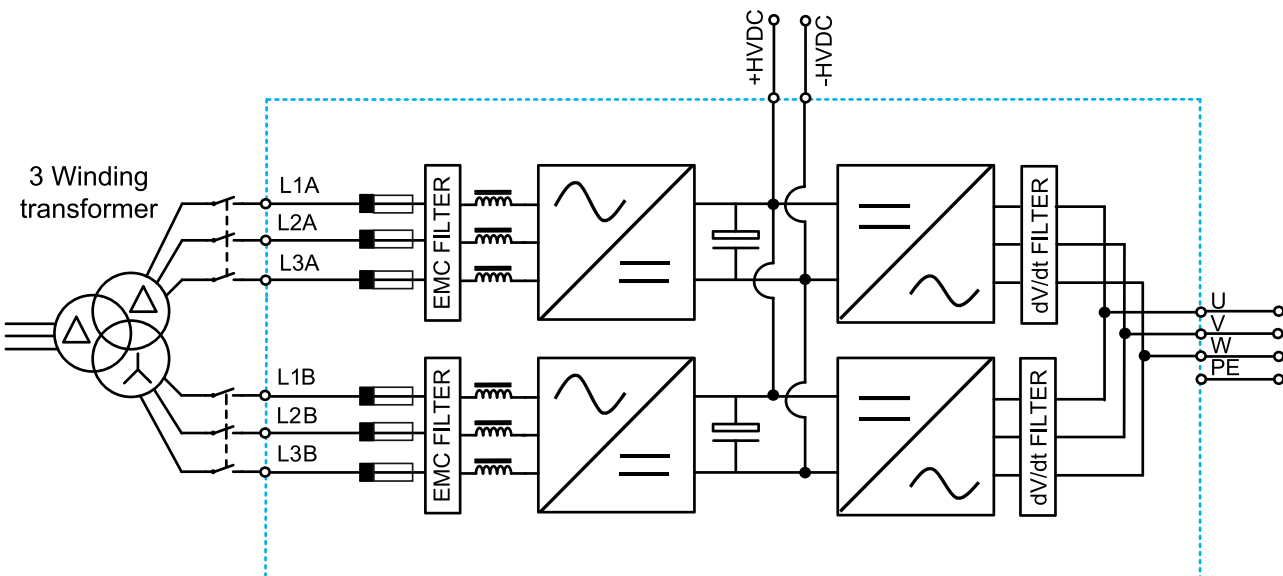 +HVDC
-HVDC
3 Winding
transformer
L1A
L2A
L3A
EMC FILTER
dV/dt FILTER
U
V
W
PE
L1B
L2B
L3B
EMC FILTER
dV/dt FILTER